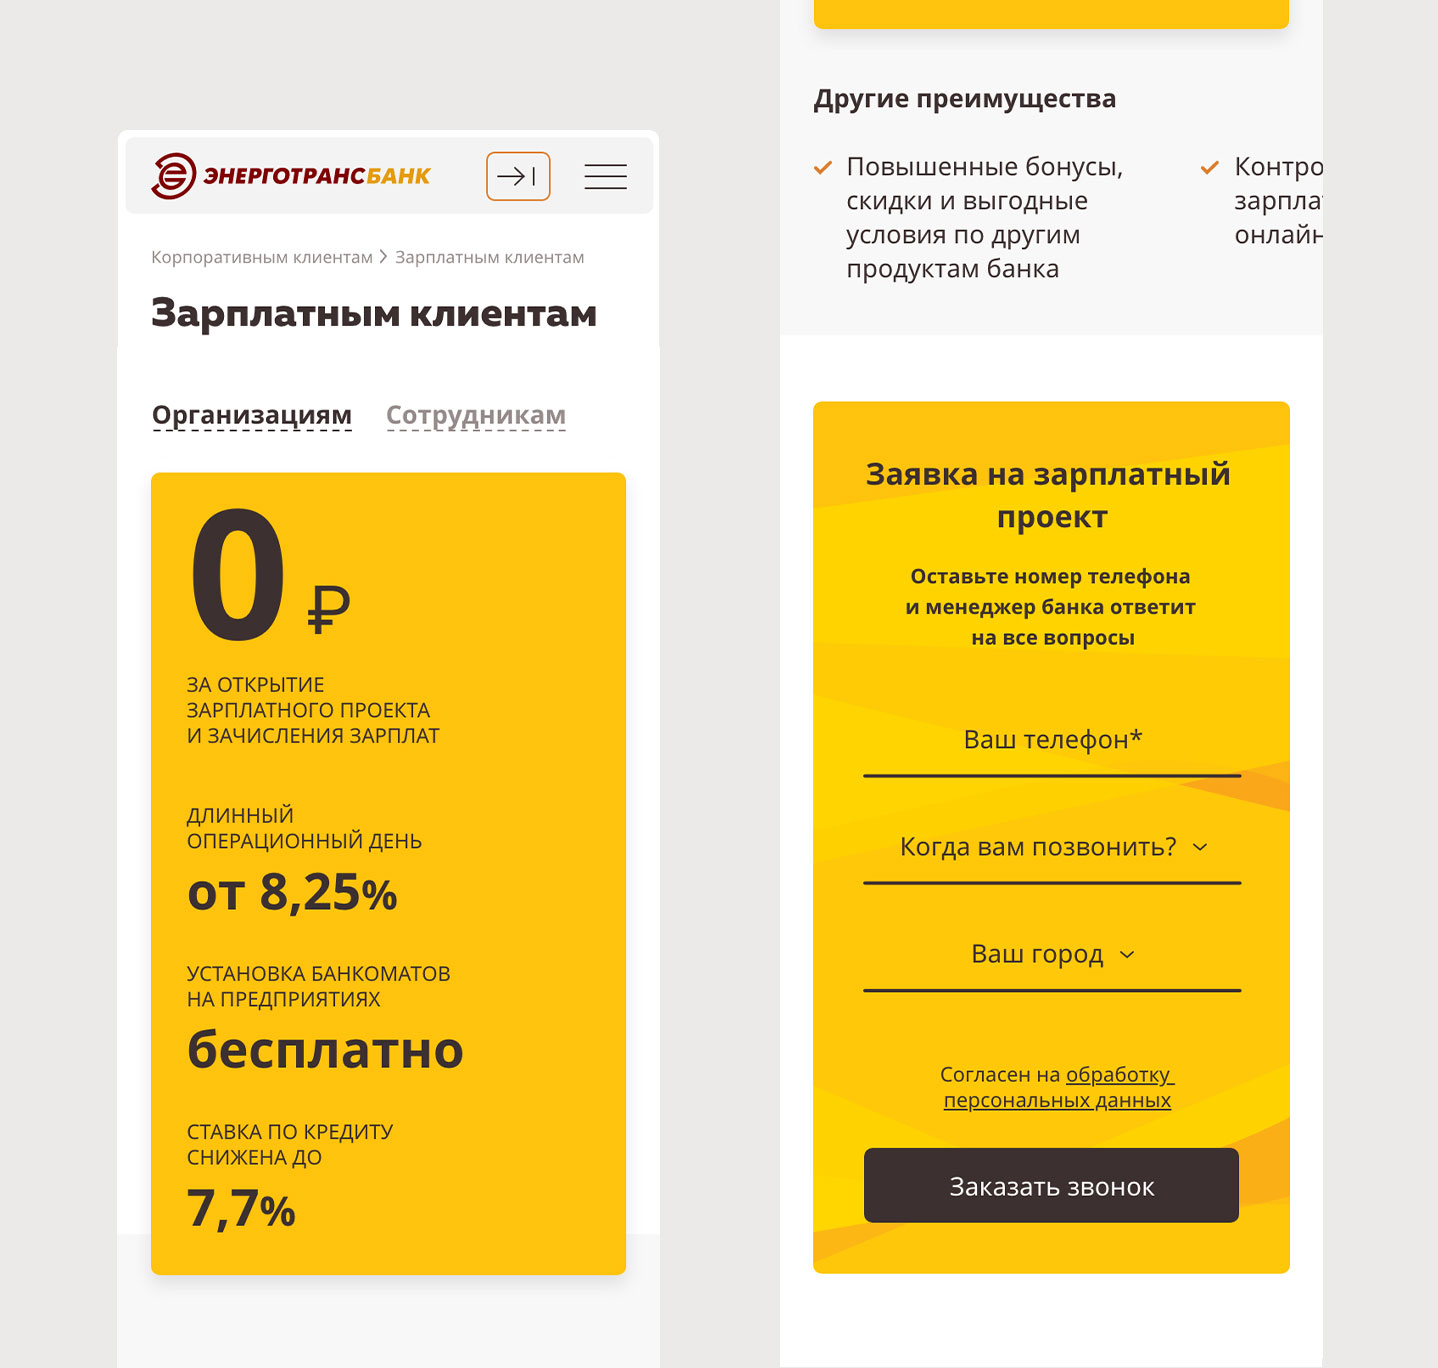 ЭНЕРГОТРАНСБАНК
Корпоративным клиентам > Зарплатным клиентам
Зарплатным клиентам
Организациям Сотрудникам
0 ₽
ЗА ОТКРЫТИЕ
ЗАРПЛАТНОГО ПРОЕКТА
И ЗАЧИСЛЕНИЯ ЗАРПЛАТ
ДЛИННЫЙ
ОПЕРАЦИОННЫЙ ДЕНЬ
от 8,25%
УСТАНОВКА БАНКОМАТОВ
НА ПРЕДПРИЯТИЯХ
бесплатно
СТАВКА ПО КРЕДИТУ
СНИЖЕНА ДО
7,7%
Другие преимущества
Повышенные бонусы,
скидки и выгодные
условия по другим
продуктам банка
Контро
зарпла
онлайн
Заявка на зарплатный
проект
Оставьте номер телефона
и менеджер банка ответит
на все вопросы
Ваш телефон*
Когда вам позвонить?
Ваш город
Согласен на обработку
персональных данных
Заказать звонок